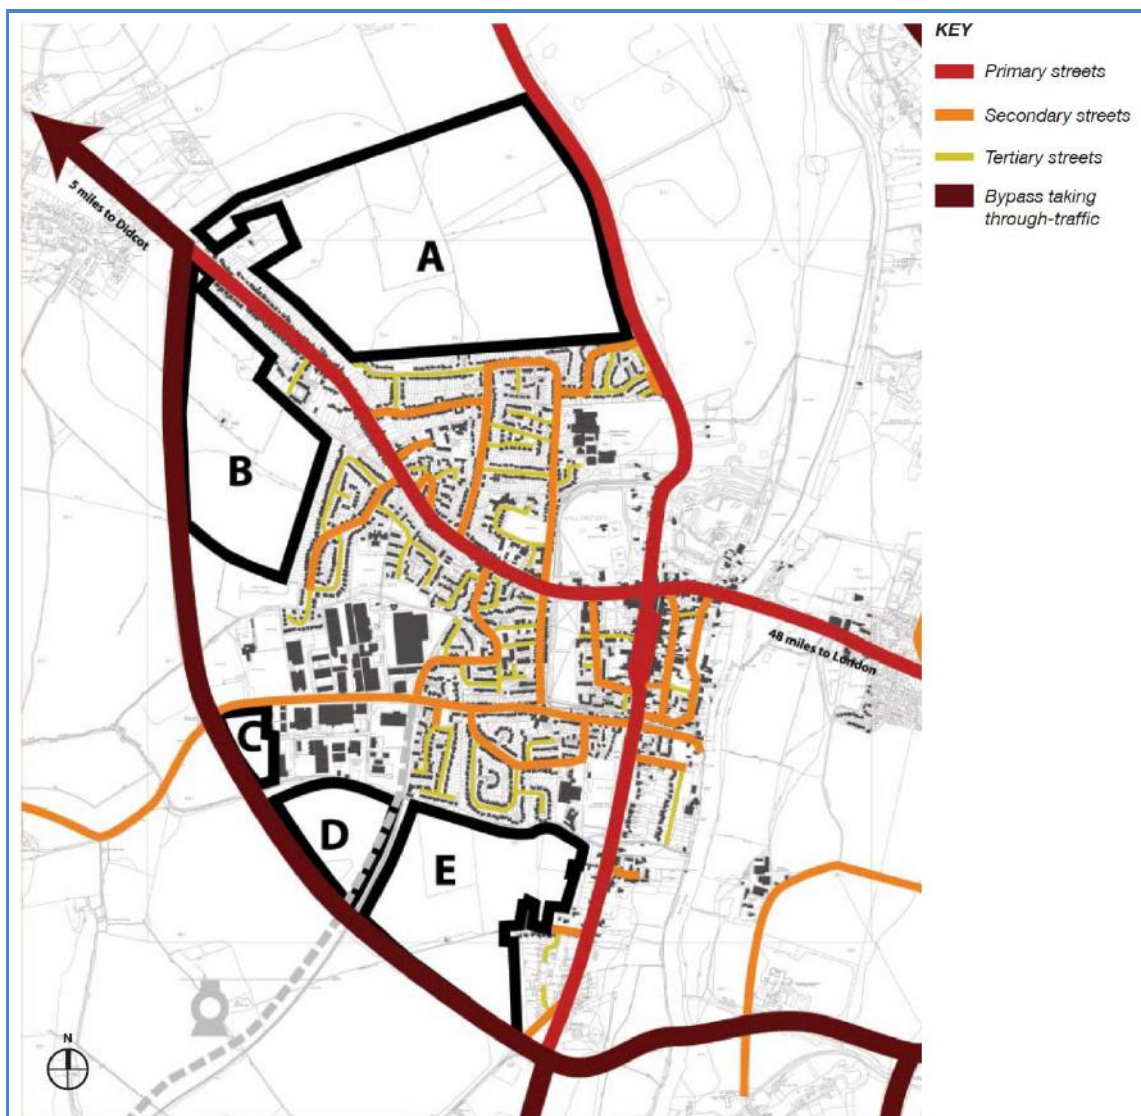 KEY
Primary streets
Secondary streets
Tertiary streets
Bypass taking
through-traffic
5 miles to Didcot
A
B
48 miles to London
C
D
E
N